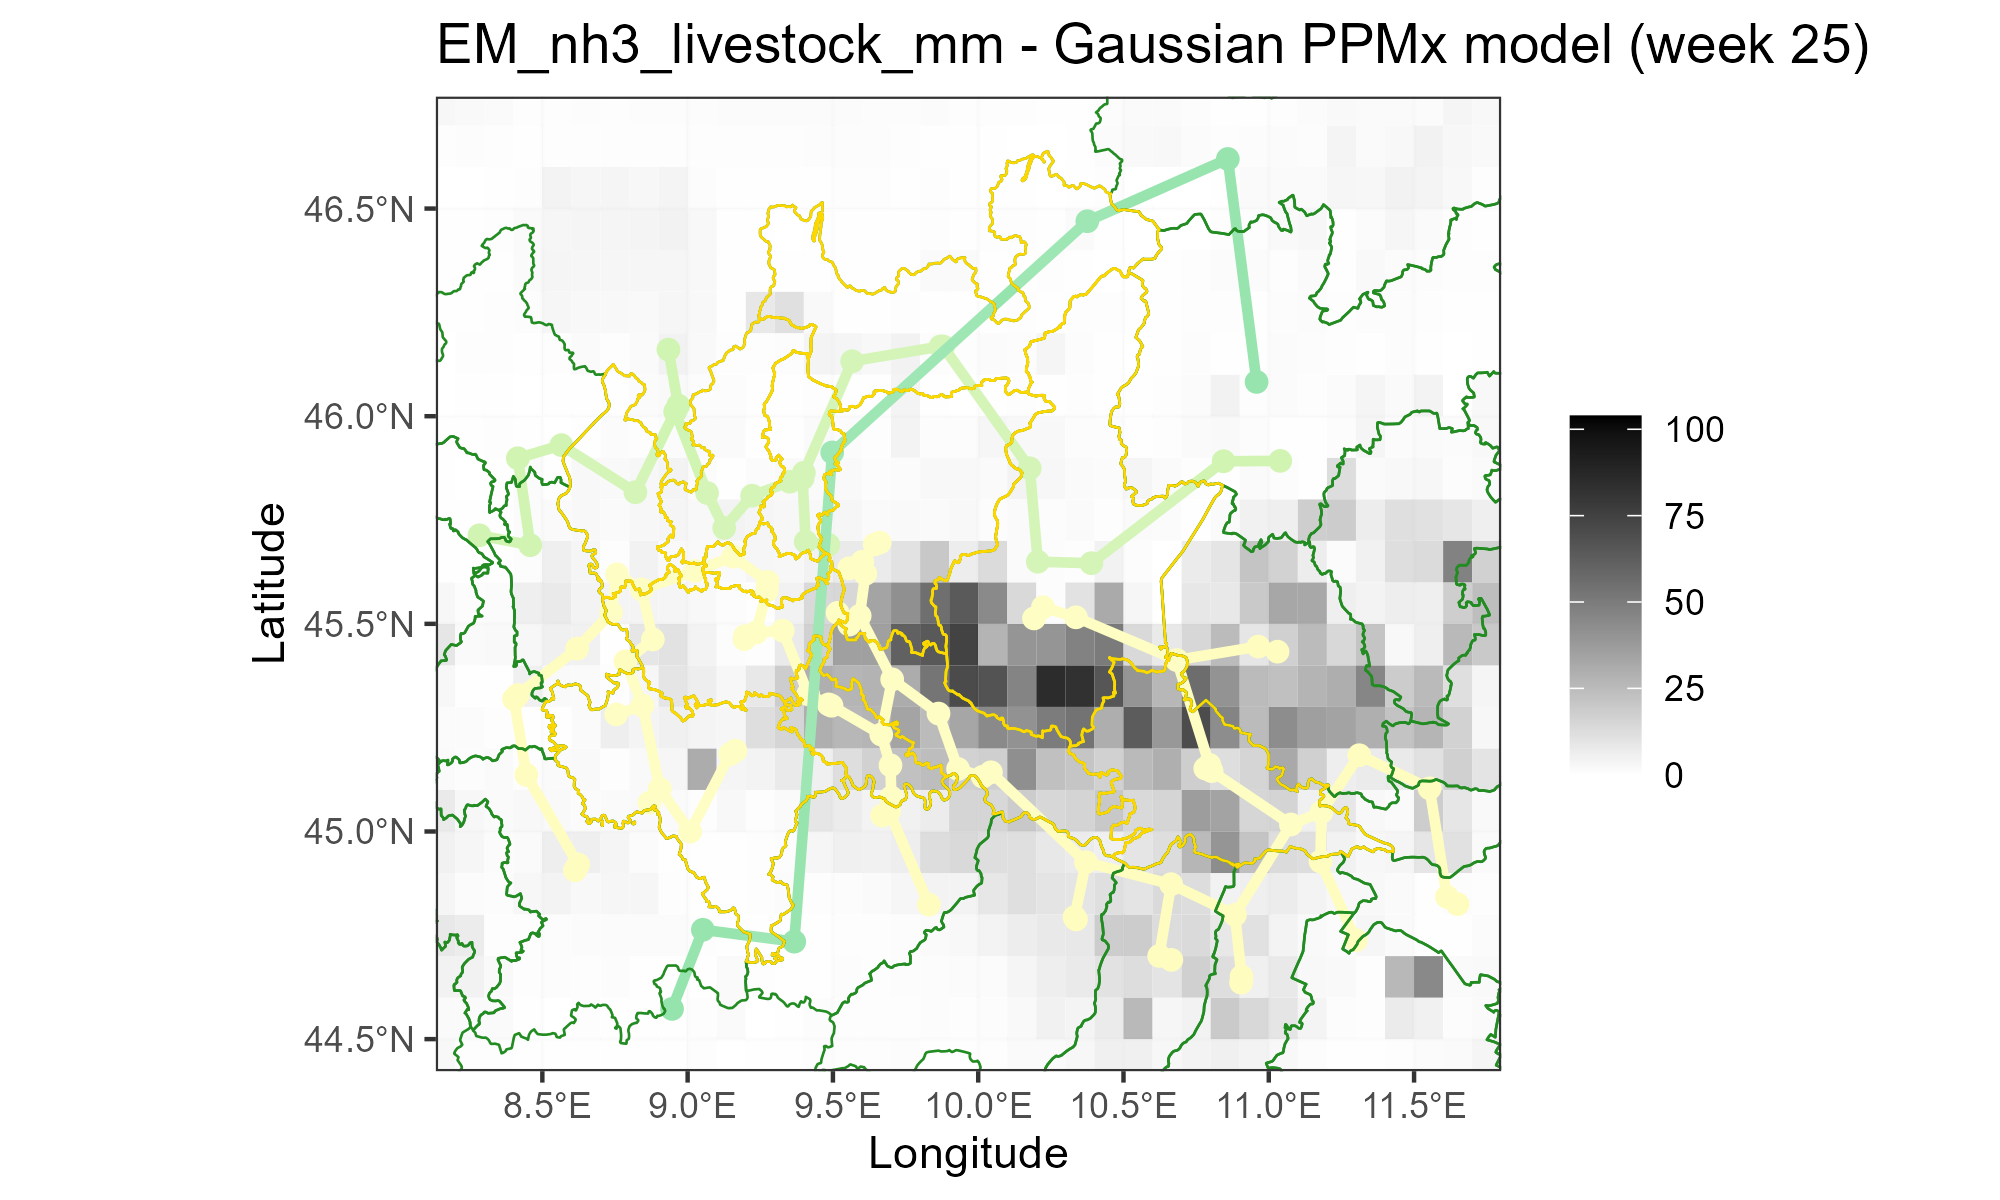 EM_nh3_livestock_mm - Gaussian PPMx model (week 25)
46.5°N
46.0°N
45.5°N
45.0°N
44.5°N
Latitude
8.5°E 9.0°E 9.5°E 10.0°E 10.5°E 11.0°E 11.5°E
Longitude
100
75
50
25
0